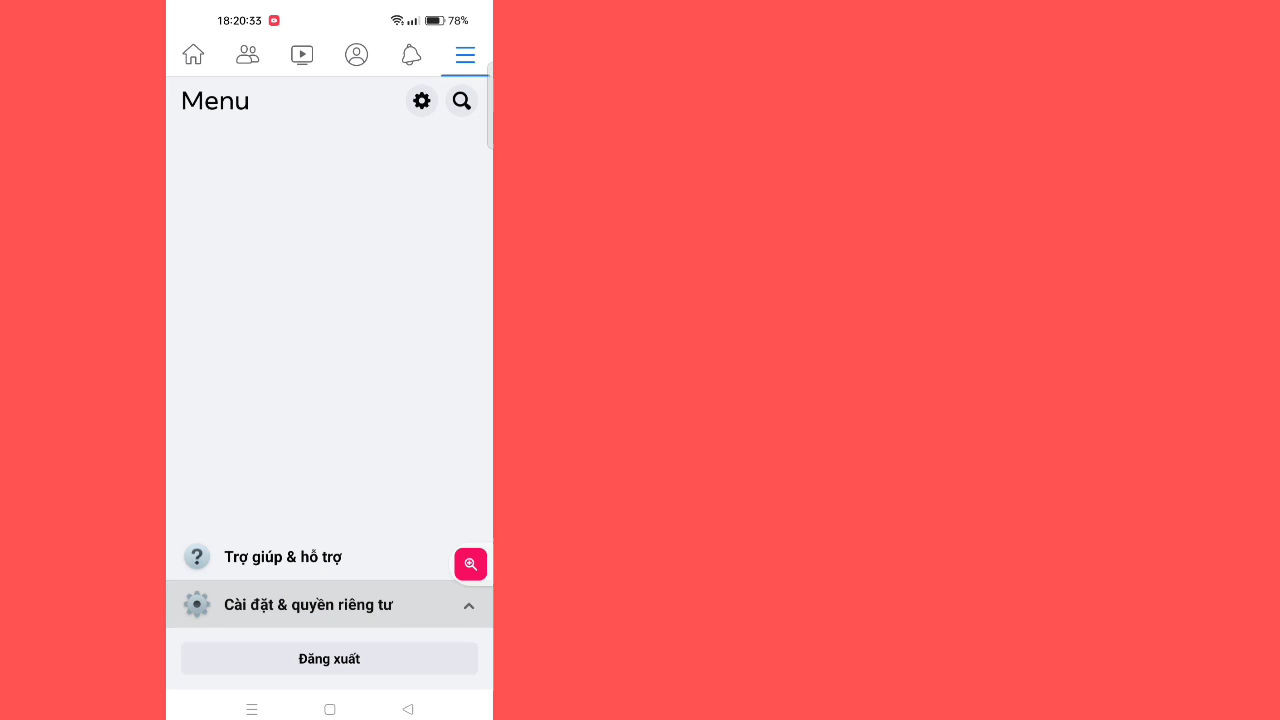 18:20:33 78%
Menu
Trợ giúp & hỗ trợ
Cài đặt & quyền riêng tư
Đăng xuất